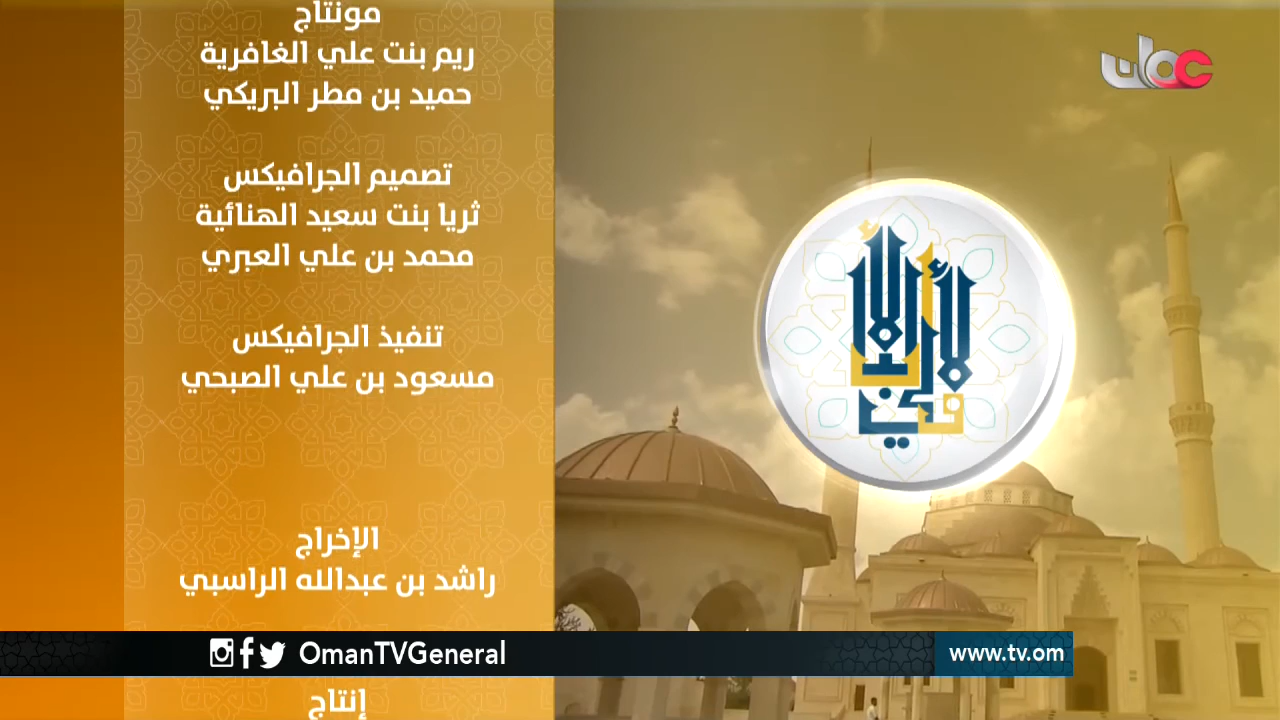 مونتاج
ريم بنت علي الغافرية
حميد بن مطر البريكي
تصميم الجرافيكس
ثريا بنت سعيد الهنائية
محمد بن علي العبري
تنفيذ الجرافيكس
مسعود بن علي الصبحي
الإخراج
راشد بن عبدالله الراسبي
إنتاج
عمان
OmanTVGeneral
www.tv.om